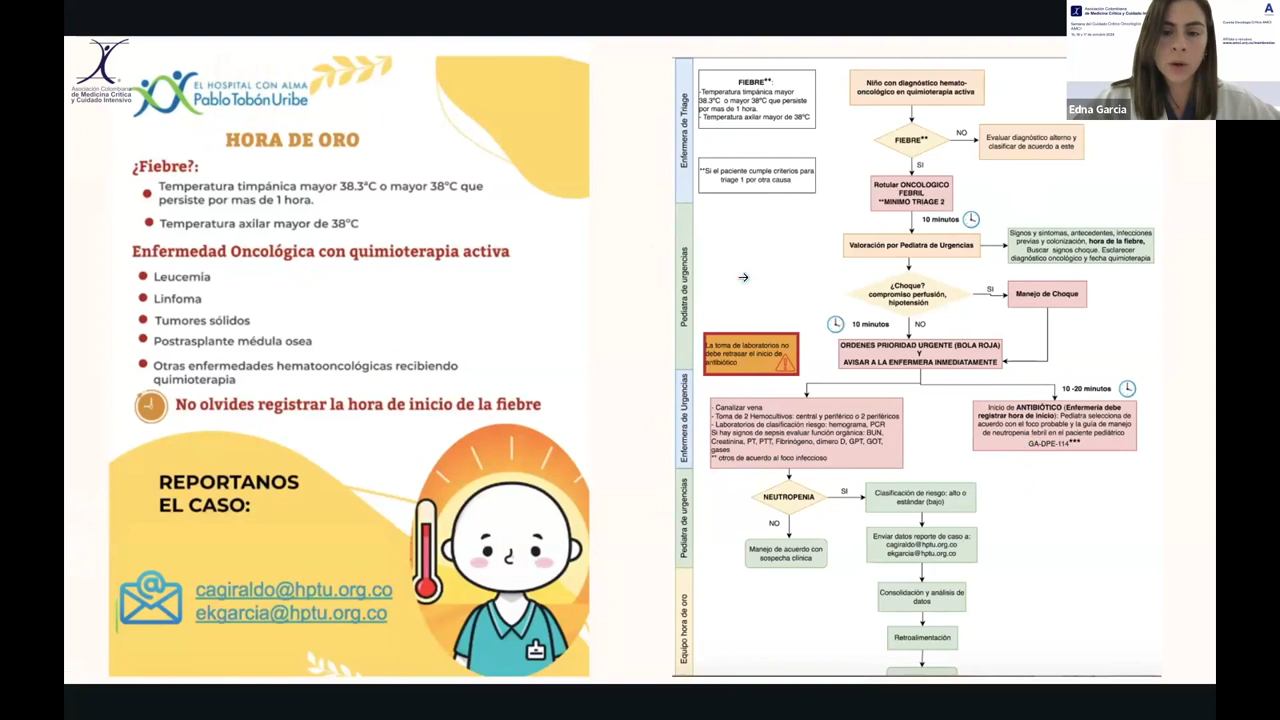 Asociación Colombiana
de Medicina Crítica
y Cuidado Intensivo
EL HOSPITAL CON ALMA
Pablo Tobón Uribe
HORA DE ORO
¿Fiebre?:
Temperatura timpánica mayor 38.3ªC o mayor 38ºC que
persiste por mas de 1 hora.
Temperatura axilar mayor de 38ºC
Enfermedad Oncológica con quimioterapia activa
Leucemia
Linfoma
Tumores sólidos
Postrasplante médula osea
Otras enfermedades hematooncológicas recibiendo
quimioterapia
No olvides registrar la hora de inicio de la fiebre
REPORTANOS
EL CASO:
@
cagiraldo@hptu.org.co
ekgarcia@hptu.org.co
Enfermera de Triage
Pediatra de urgencias
Enfermera de Urgencias
Pediatra de urgencias
Equipo hora de oro
FIEBRE**:
-Temperatura timpánica mayor
38.3ºC o mayor 38ºC que persiste
por mas de 1 hora.
- Temperatura axilar mayor de 38ºC
**Si el paciente cumple criterios para
triage 1 por otra causa
Niño con diagnóstico hemato-
oncológico en quimioterapia activa
FIEBRE**
NO
Evaluar diagnóstico alterno y
clasificar de acuerdo a este
SI
Rotular ONCOLOGICO
FEBRIL
**MINIMO TRIAGE 2
10 minutos
Valoración por Pediatra de Urgencias
Signos y sintomas, antecedentes, infecciones
previas y colonización, hora de la fiebre,
Buscar signos choque. Esclarecer
diagnóstico oncológico y fecha quimioterapia
¿Choque?
compromiso perfusión,
hipotensión
SI
Manejo de Choque
10 minutos
NO
La toma de laboratorios no
debe retrasar el inicio de
antibiótico
ORDENES PRIORIDAD URGENTE (BOLA ROJA)
Y
AVISAR A LA ENFERMERA INMEDIATAMENTE
10 -20 minutos
- Canalizar vena
- Toma de 2 Hemocultivos: central y periférico o 2 periféricos
- Laboratorios de clasificación riesgo: hemograma, PCR
Si hay signos de sepsis evaluar función orgánica: BUN,
Creatinina, PT, PTT, Fibrinógeno, dímero D, GPT, GOT,
gases
** otros de acuerdo al foco infeccioso
Inicio de ANTIBIÓTICO (Enfermería debe
registrar hora de inicio): Pediatra selecciona de
acuerdo con el foco probable y la guía de manejo
de neutropenia febril en el paciente pediátrico
GA-DPE-114***
NEUTROPENIA
SI
Clasificación de riesgo: alto o
estándar (bajo)
NO
Manejo de acuerdo con
sospecha clínica
Enviar datos reporte de caso a:
cagiraldo@hptu.org.co
ekgarcia@hptu.org.co
Consolidación y análisis de
datos
Retroalimentación
Asociación Colombiana
de Medicina Crítica y Cuidado
Edna Garcia